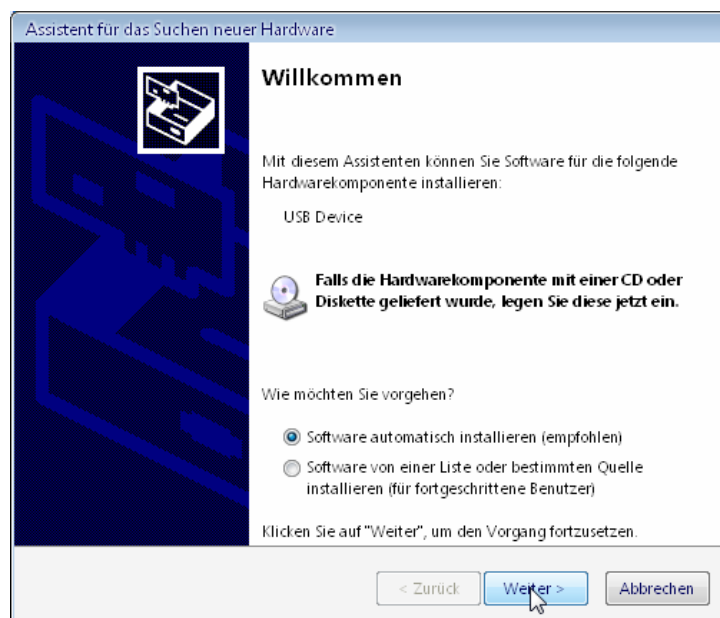 Assistent für das Suchen neuer Hardware
Willkommen
Mit diesem Assistenten können Sie Software für die folgende
Hardwarekomponente installieren:
USB Device
Falls die Hardwarekomponente mit einer CD oder
Diskette geliefert wurde, legen Sie diese jetzt ein.
Wie möchten Sie vorgehen?
Software automatisch installieren (empfohlen)
Software von einer Liste oder bestimmten Quelle
installieren (für fortgeschrittene Benutzer)
Klicken Sie auf "Weiter", um den Vorgang fortzusetzen.
< Zurück Weiter > Abbrechen